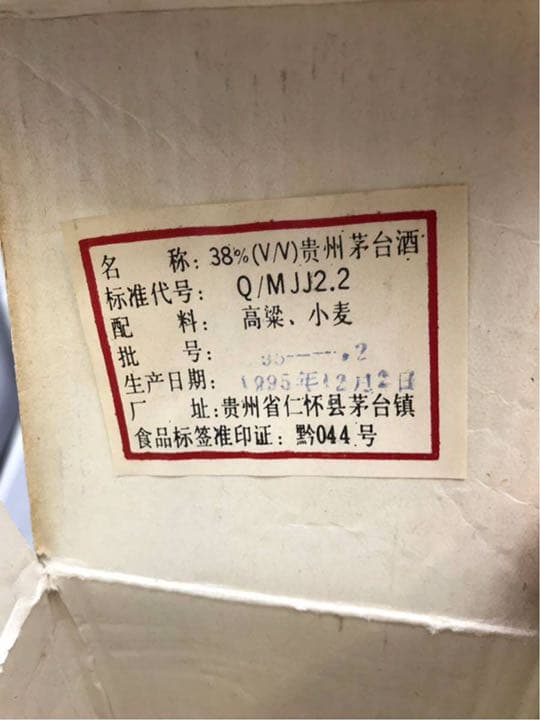 名 称: 38%(V/V)贵州茅台酒
标准代号: Q/MJJ2.2
配 料: 高粱、小麦
批 号:
生产日期: 1995年12月2日
厂 址: 贵州省仁怀县茅台镇
食品标签准印证: 黔044号